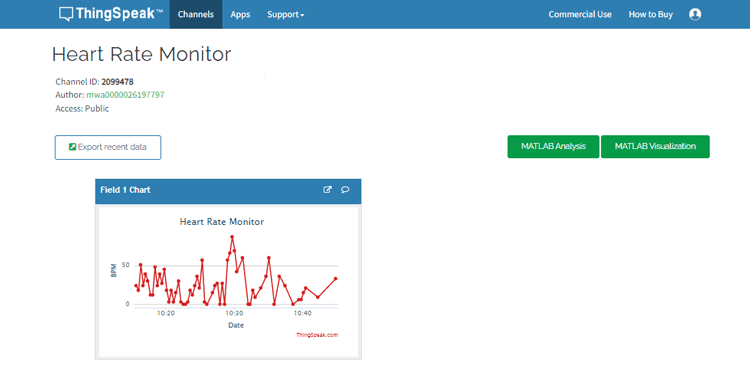 ThingSpeak™ Channels Apps Support Commercial Use How to Buy
Heart Rate Monitor
Channel ID: 2099478
Author: mwa0000026197797
Access: Public
Export recent data MATLAB Analysis MATLAB Visualization
Field 1 Chart
Heart Rate Monitor
BPM
50
0
10:20 10:30 10:40
Date
ThingSpeak.com